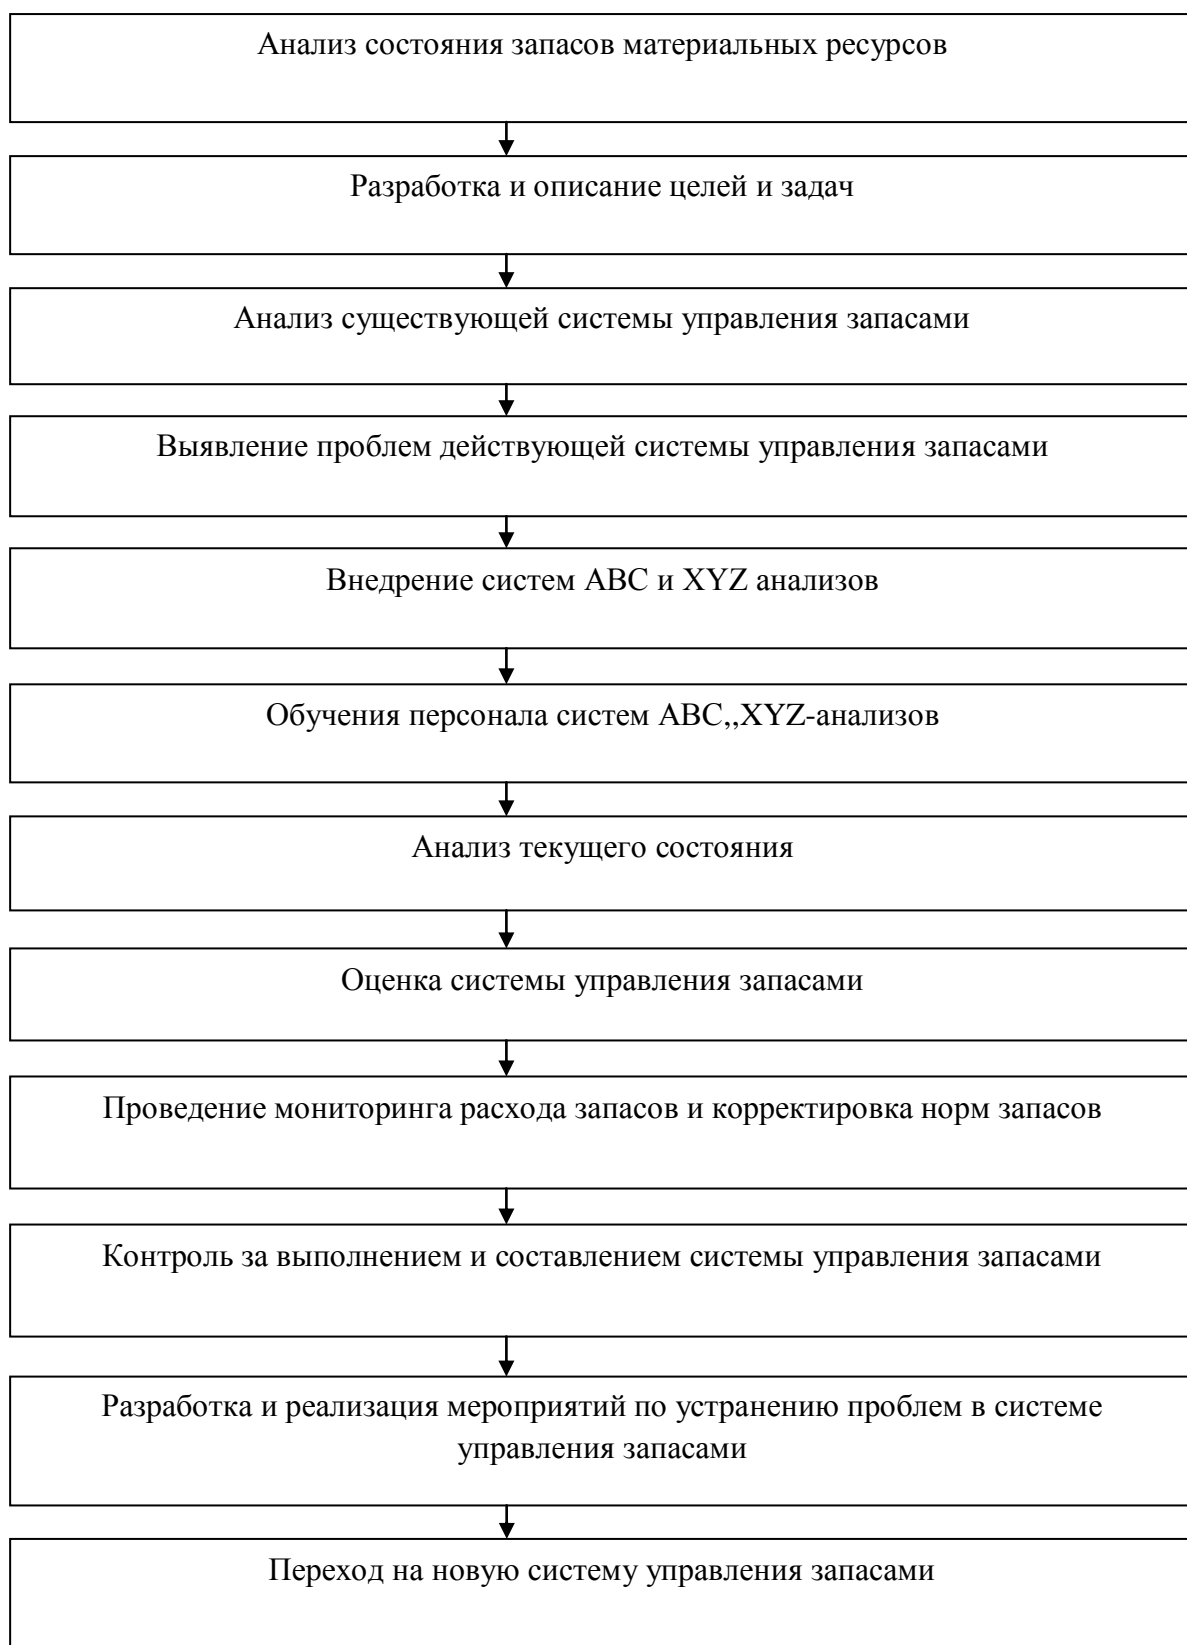 Анализ состояния запасов материальных ресурсов
Разработка и описание целей и задач
Анализ существующей системы управления запасами
Выявление проблем действующей системы управления запасами
Внедрение систем ABC и XYZ анализов
Обучения персонала систем ABC,,XYZ-анализов
Анализ текущего состояния
Оценка системы управления запасами
Проведение мониторинга расхода запасов и корректировка норм запасов
Контроль за выполнением и составлением системы управления запасами
Разработка и реализация мероприятий по устранению проблем в системе
управления запасами
Переход на новую систему управления запасами